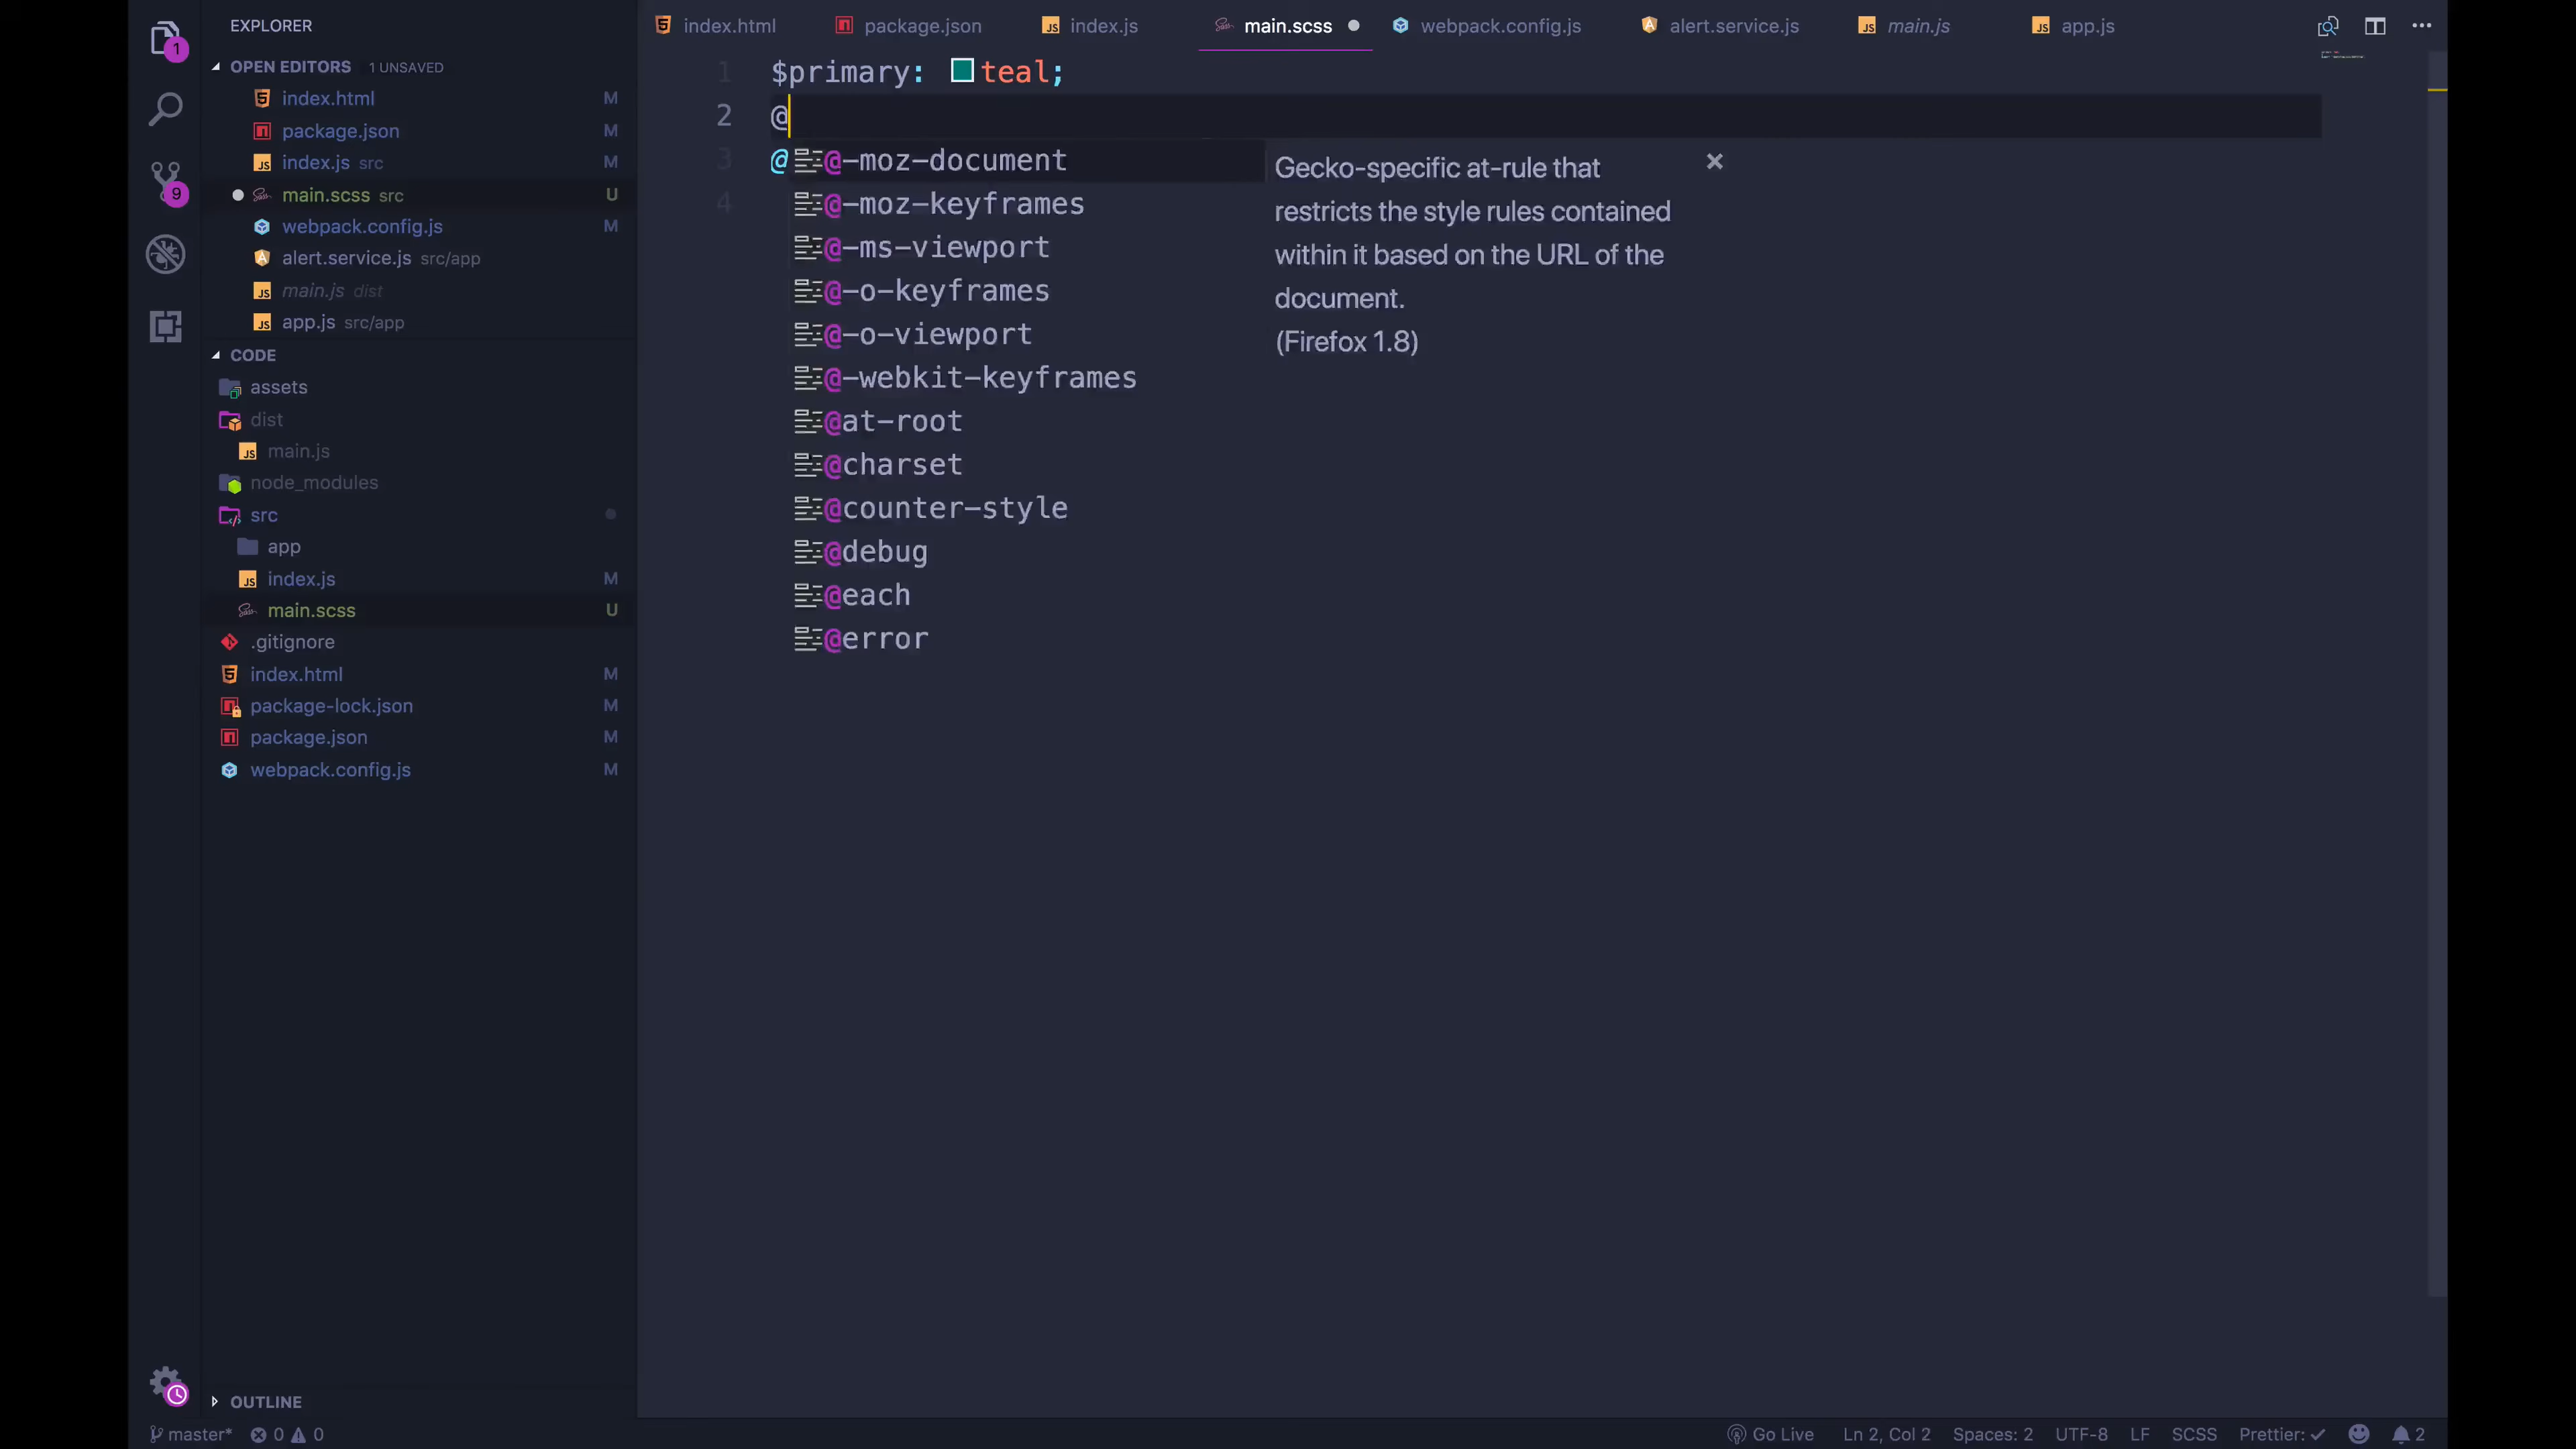 EXPLORER
OPEN EDITORS 1 UNSAVED
index.html M
package.json M
index.js src M
main.scss src U
webpack.config.js M
alert.service.js src/app
main.js dist
app.js src/app
CODE
assets
dist
main.js
node_modules
src
app
index.js M
main.scss U
.gitignore
index.html M
package-lock.json M
package.json M
webpack.config.js M
OUTLINE
1
9
index.html package.json index.js main.scss webpack.config.js alert.service.js main.js app.js
1 $primary: teal;
2 @
3 @
4
@-moz-document
@-moz-keyframes
@-ms-viewport
@-o-keyframes
@-o-viewport
@-webkit-keyframes
@at-root
@charset
@counter-style
@debug
@each
@error
Gecko-specific at-rule that
restricts the style rules contained
within it based on the URL of the
document.
(Firefox 1.8)
master* 0 0 Go Live Ln 2, Col 2 Spaces: 2 UTF-8 LF SCSS Prettier: ✓ 2